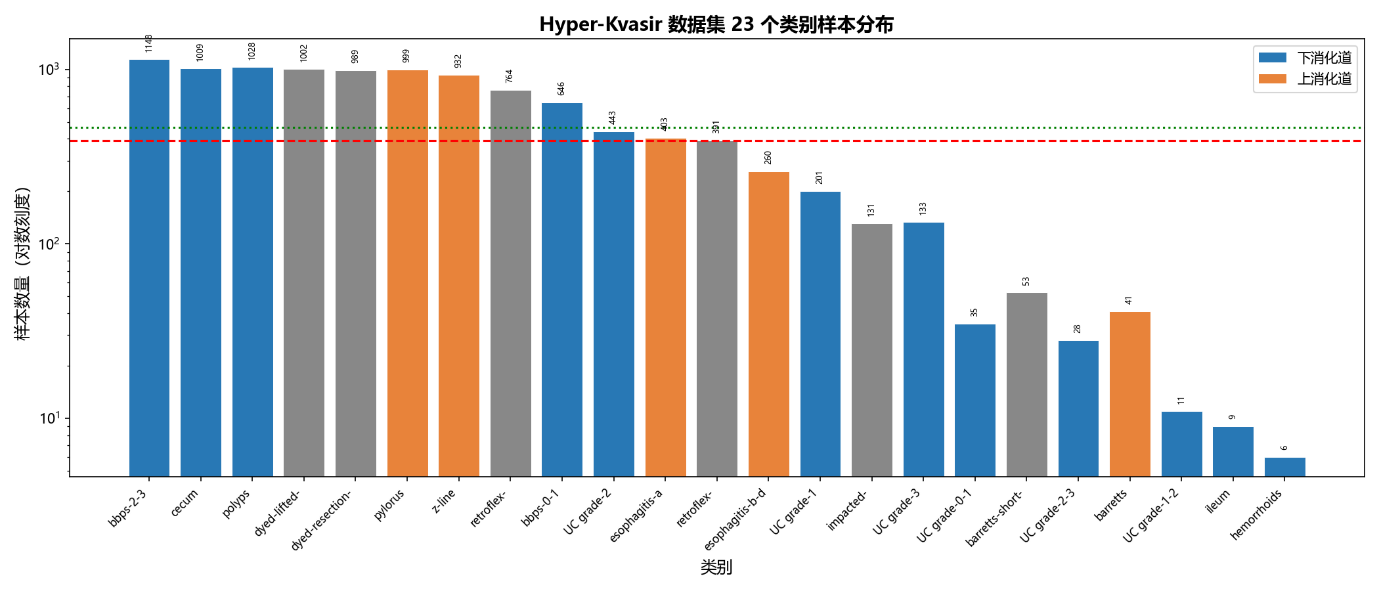 Hyper-Kvasir 数据集 23 个类别样本分布
下消化道
上消化道
样本数量（对数刻度）
10³
10²
10¹
1148
1009
1028
1002
989
999
932
764
646
443
403
391
260
201
131
133
35
53
28
41
11
9
6
bbps-2-3
cecum
polyps
dyed-lifted-
dyed-resection-
pylorus
z-line
retroflex-
bbps-0-1
UC grade-2
esophagitis-a
retroflex-
esophagitis-b-d
UC grade-1
impacted-
UC grade-3
UC grade-0-1
barretts-short-
UC grade-2-3
barretts
UC grade-1-2
ileum
hemorrhoids
类别